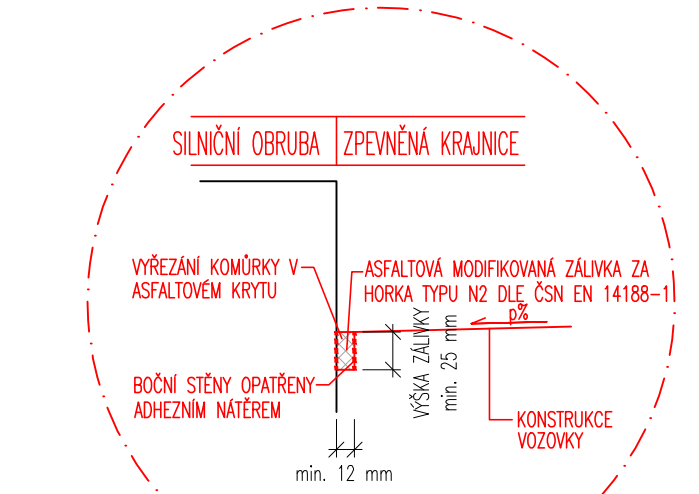 SILNIČNÍ OBRUBA
ZPEVNĚNÁ KRAJNICE
VYŘEZÁNÍ KOMŮRKY V
ASFALTOVÉM KRYTU
ASFALTOVÁ MODIFIKOVANÁ ZÁLIVKA ZA
HORKA TYPU N2 DLE ČSN EN 14188-1
p%
VÝŠKA ZÁLIVKY
min. 25 mm
BOČNÍ STĚNY OPATŘENY
ADHEZNÍM NÁTĚREM
KONSTRUKCE
VOZOVKY
min. 12 mm